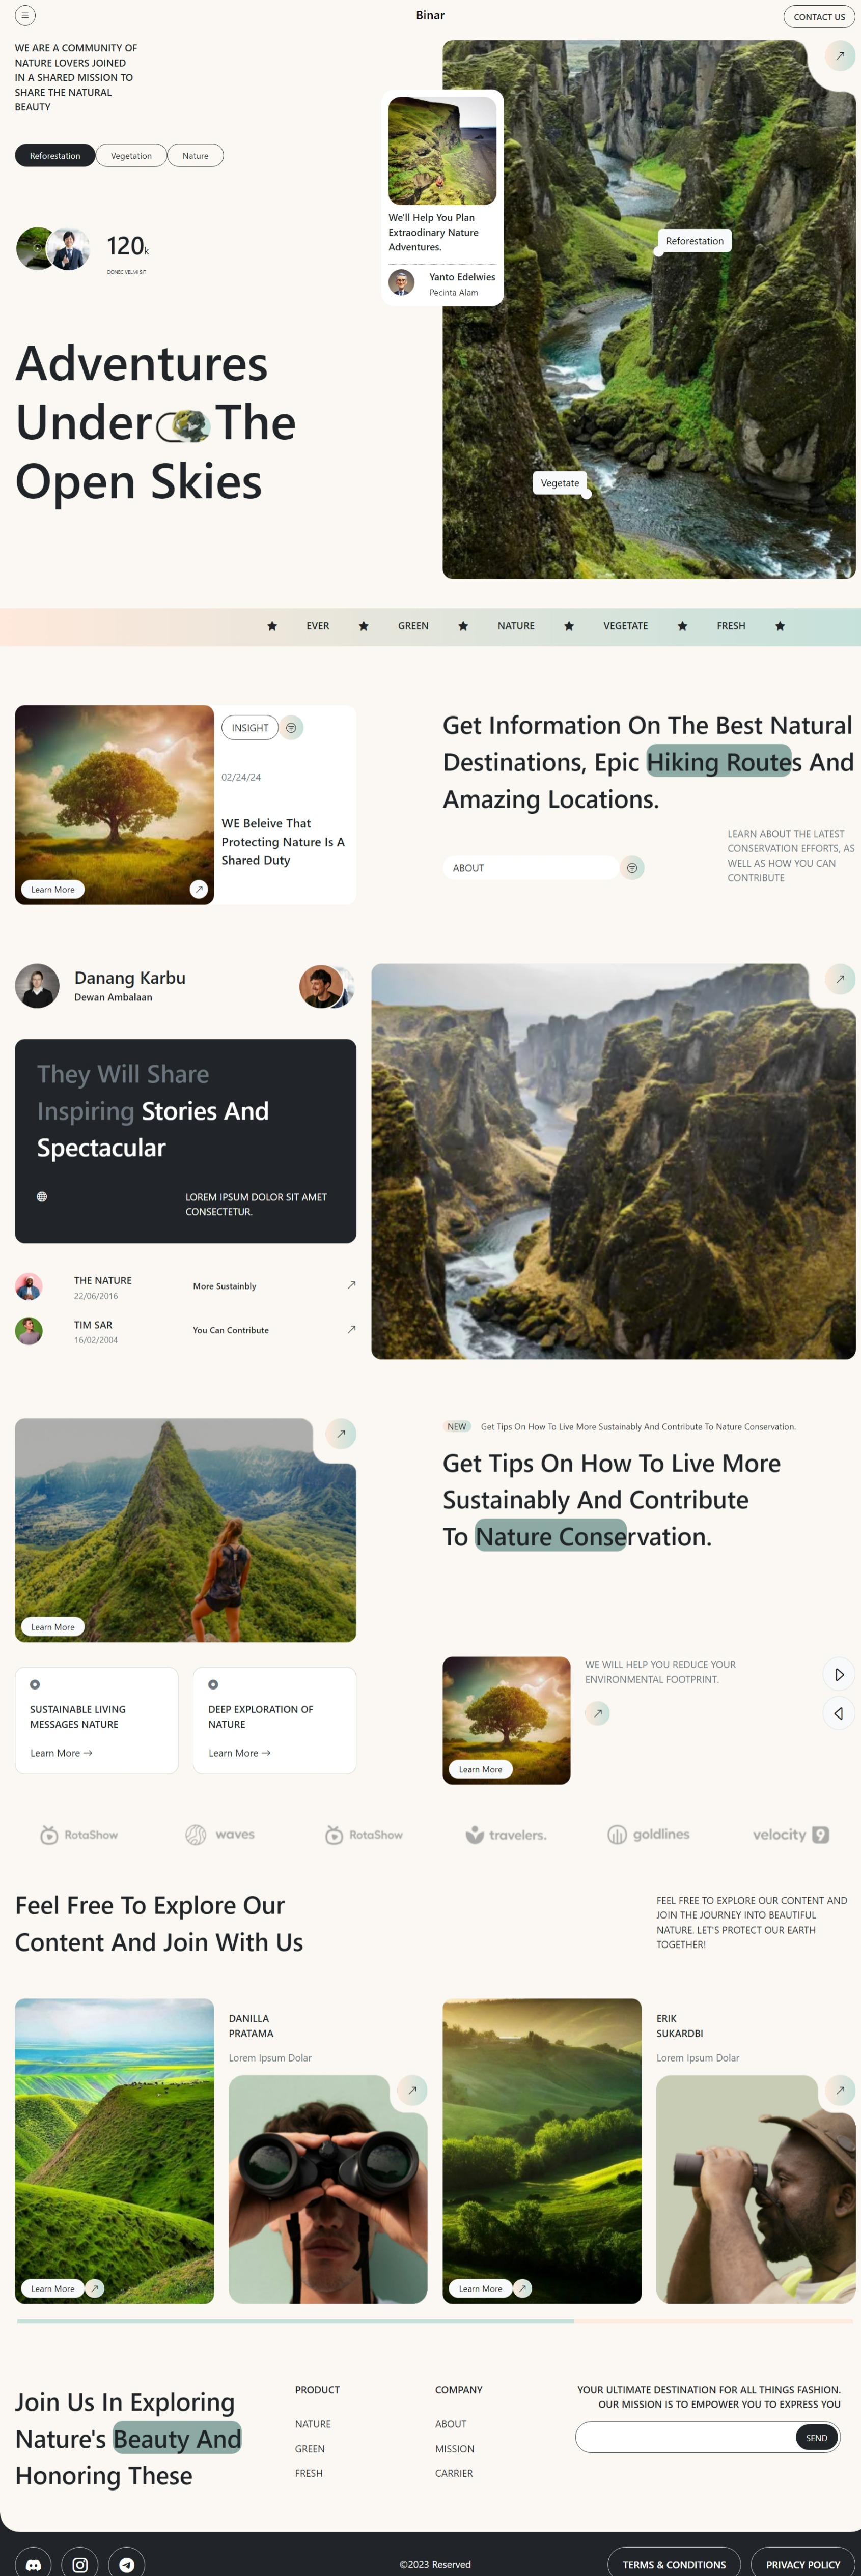 Binar
CONTACT US
WE ARE A COMMUNITY OF
NATURE LOVERS JOINED
IN A SHARED MISSION TO
SHARE THE NATURAL
BEAUTY
Reforestation
Vegetation
Nature
120k
DONEC VELMI SIT
Adventures
Under The
Open Skies
We'll Help You Plan
Extraodinary Nature
Adventures.
Yanto Edelwies
Pecinta Alam
Reforestation
Vegetate
EVER
GREEN
NATURE
VEGETATE
FRESH
Learn More
INSIGHT
02/24/24
WE Beleive That
Protecting Nature Is A
Shared Duty
Get Information On The Best Natural
Destinations, Epic Hiking Routes And
Amazing Locations.
ABOUT
LEARN ABOUT THE LATEST
CONSERVATION EFFORTS, AS
WELL AS HOW YOU CAN
CONTRIBUTE
Danang Karbu
Dewan Ambalaan
They Will Share
Inspiring Stories And
Spectacular
LOREM IPSUM DOLOR SIT AMET
CONSECTETUR.
THE NATURE
22/06/2016
More Sustainbly
TIM SAR
16/02/2004
You Can Contribute
Learn More
SUSTAINABLE LIVING
MESSAGES NATURE
Learn More
DEEP EXPLORATION OF
NATURE
Learn More
NEW
Get Tips On How To Live More Sustainably And Contribute To Nature Conservation.
Get Tips On How To Live More
Sustainably And Contribute
To Nature Conservation.
Learn More
WE WILL HELP YOU REDUCE YOUR
ENVIRONMENTAL FOOTPRINT.
RotaShow
waves
RotaShow
travelers.
goldlines
velocity 9
Feel Free To Explore Our
Content And Join With Us
FEEL FREE TO EXPLORE OUR CONTENT AND
JOIN THE JOURNEY INTO BEAUTIFUL
NATURE. LET'S PROTECT OUR EARTH
TOGETHER!
Learn More
DANILLA
PRATAMA
Lorem Ipsum Dolar
Learn More
ERIK
SUKARDBI
Lorem Ipsum Dolar
Join Us In Exploring
Nature's Beauty And
Honoring These
PRODUCT
NATURE
GREEN
FRESH
COMPANY
ABOUT
MISSION
CARRIER
YOUR ULTIMATE DESTINATION FOR ALL THINGS FASHION.
OUR MISSION IS TO EMPOWER YOU TO EXPRESS YOU
SEND
©2023 Reserved
TERMS & CONDITIONS
PRIVACY POLICY